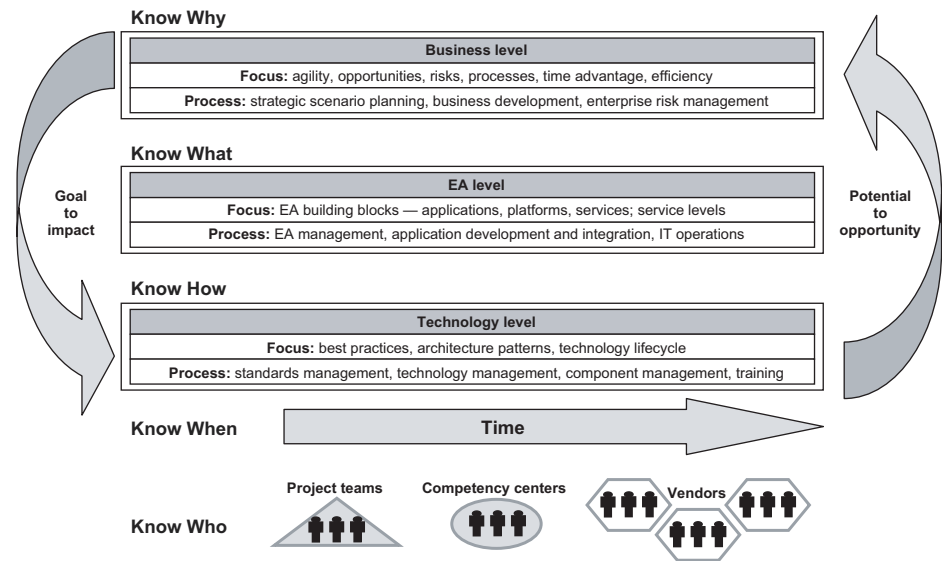 Know Why
Business level
Focus: agility, opportunities, risks, processes, time advantage, efficiency
Process: strategic scenario planning, business development, enterprise risk management
Know What
EA level
Focus: EA building blocks — applications, platforms, services; service levels
Process: EA management, application development and integration, IT operations
Goal
to
impact
Potential
to
opportunity
Know How
Technology level
Focus: best practices, architecture patterns, technology lifecycle
Process: standards management, technology management, component management, training
Know When
Time
Project teams
Competency centers
Vendors
Know Who